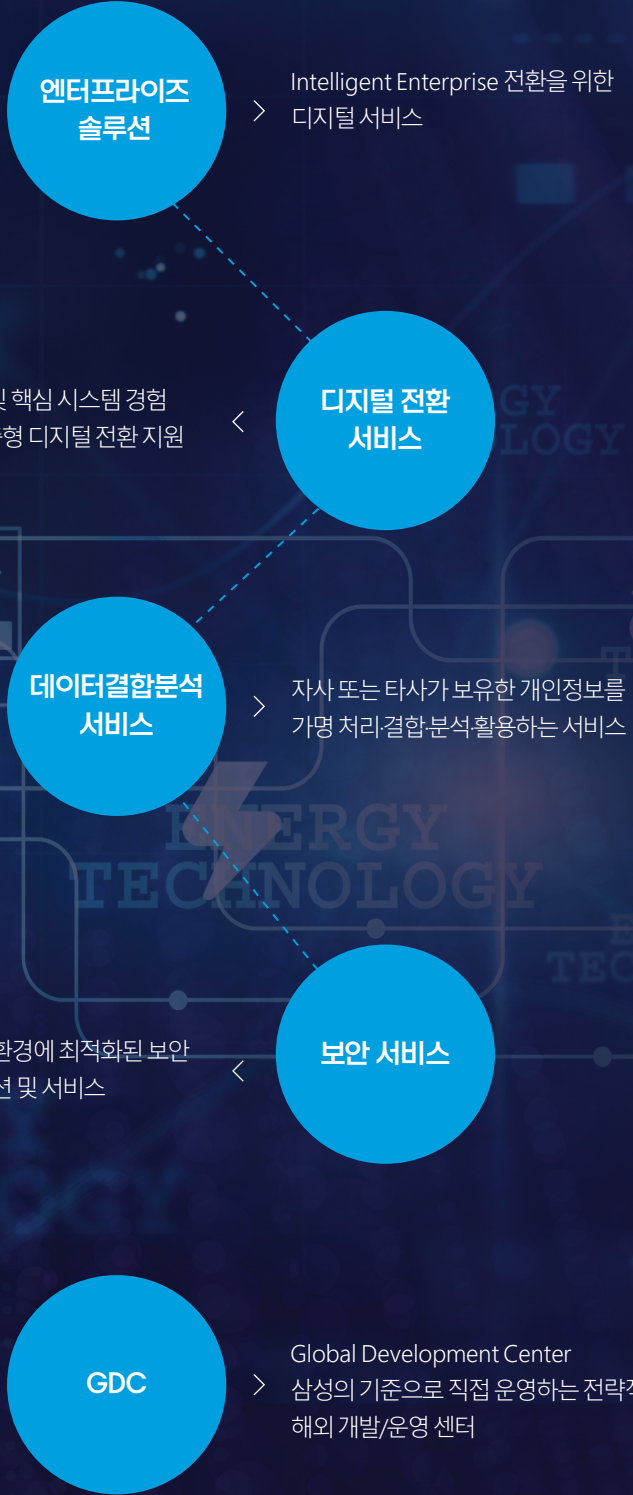 엔터프라이즈
솔루션
Intelligent Enterprise 전환을 위한
디지털 서비스
핵심 시스템 경험
디지털 전환 지원
디지털 전환
서비스
GY
LOGY
데이터결합분석
서비스
자사 또는 타사가 보유한 개인정보를
가명 처리·결합·분석·활용하는 서비스
ENERGY
TECHNOLOGY
TEC
환경에 최적화된 보안
및 서비스
보안 서비스
OGY
GDC
Global Development Center
삼성의 기준으로 직접 운영하는
해외 개발/운영 센터